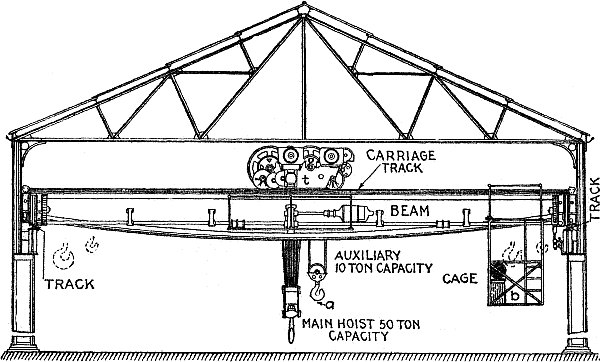 t
CARRIAGE
TRACK
TRACK
BEAM
AUXILIARY
10 TON CAPACITY
CAGE
b
TRACK
a
MAIN HOIST 50 TON
CAPACITY